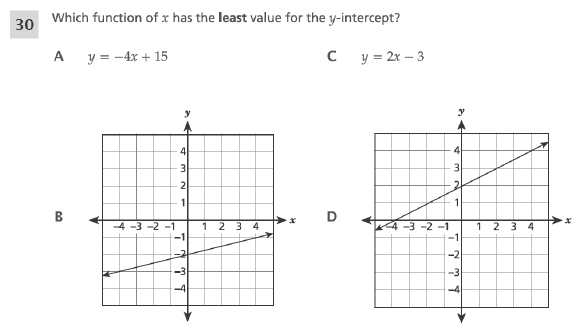 30 Which function of x has the least value for the y-intercept?
A y = −4x + 15
C y = 2x − 3
B
y
4
3
2
1
-4 -3 -2 -1 1 2 3 4 x
-1
-2
-3
-4
D
y
4
3
2
1
-4 -3 -2 -1 1 2 3 4 x
-1
-2
-3
-4